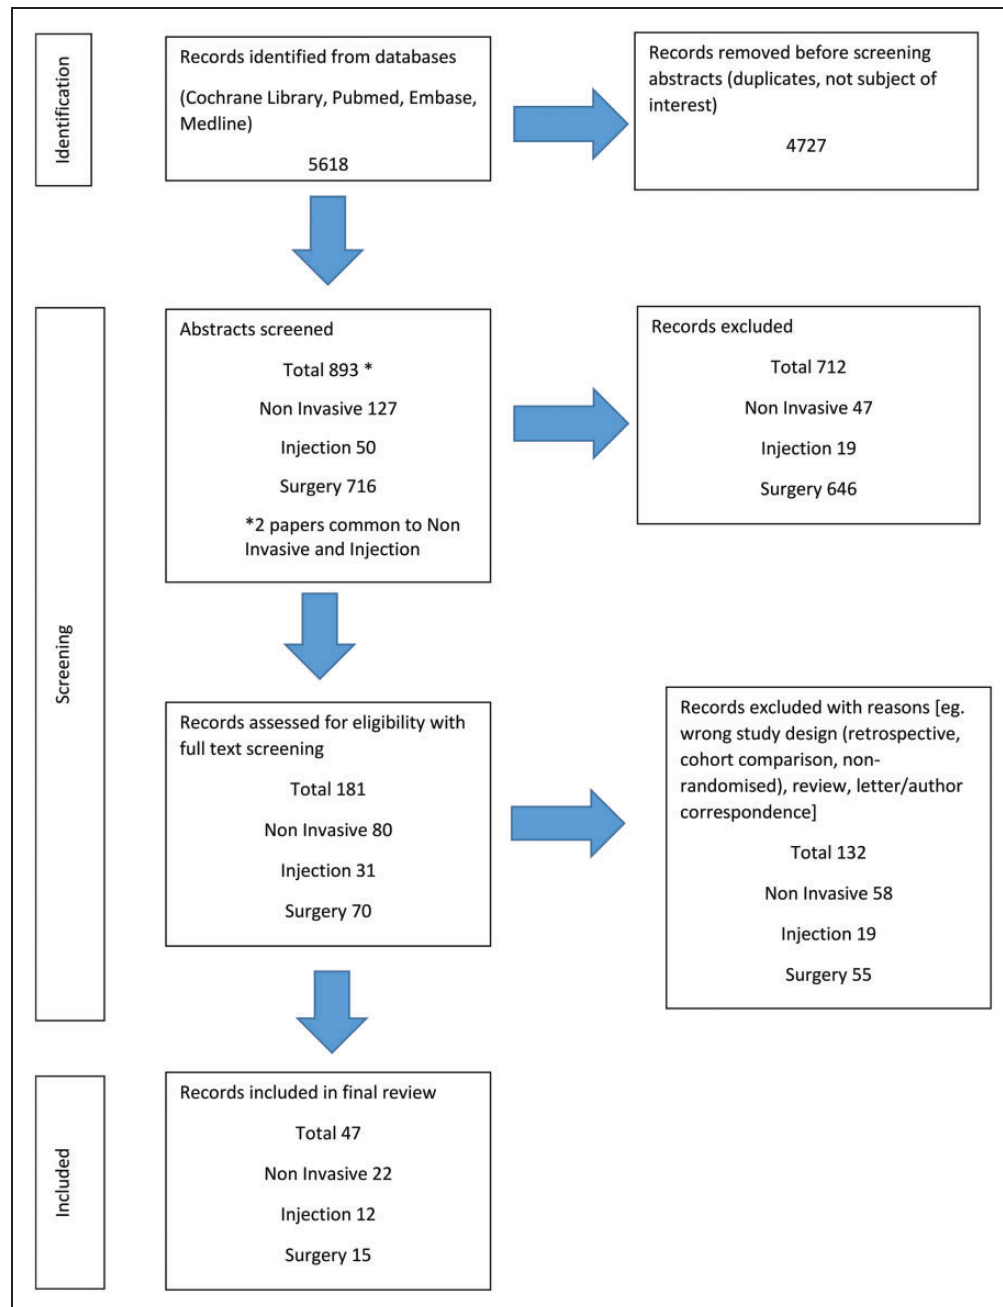 Identification
Records identified from databases
(Cochrane Library, Pubmed, Embase,
Medline)
5618
Records removed before screening
abstracts (duplicates, not subject of
interest)
4727
Screening
Abstracts screened
Total 893 *
Non Invasive 127
Injection 50
Surgery 716
*2 papers common to Non
Invasive and Injection
Records excluded
Total 712
Non Invasive 47
Injection 19
Surgery 646
Records assessed for eligibility with
full text screening
Total 181
Non Invasive 80
Injection 31
Surgery 70
Records excluded with reasons [eg.
wrong study design (retrospective,
cohort comparison, non-
randomised), review, letter/author
correspondence]
Total 132
Non Invasive 58
Injection 19
Surgery 55
Included
Records included in final review
Total 47
Non Invasive 22
Injection 12
Surgery 15